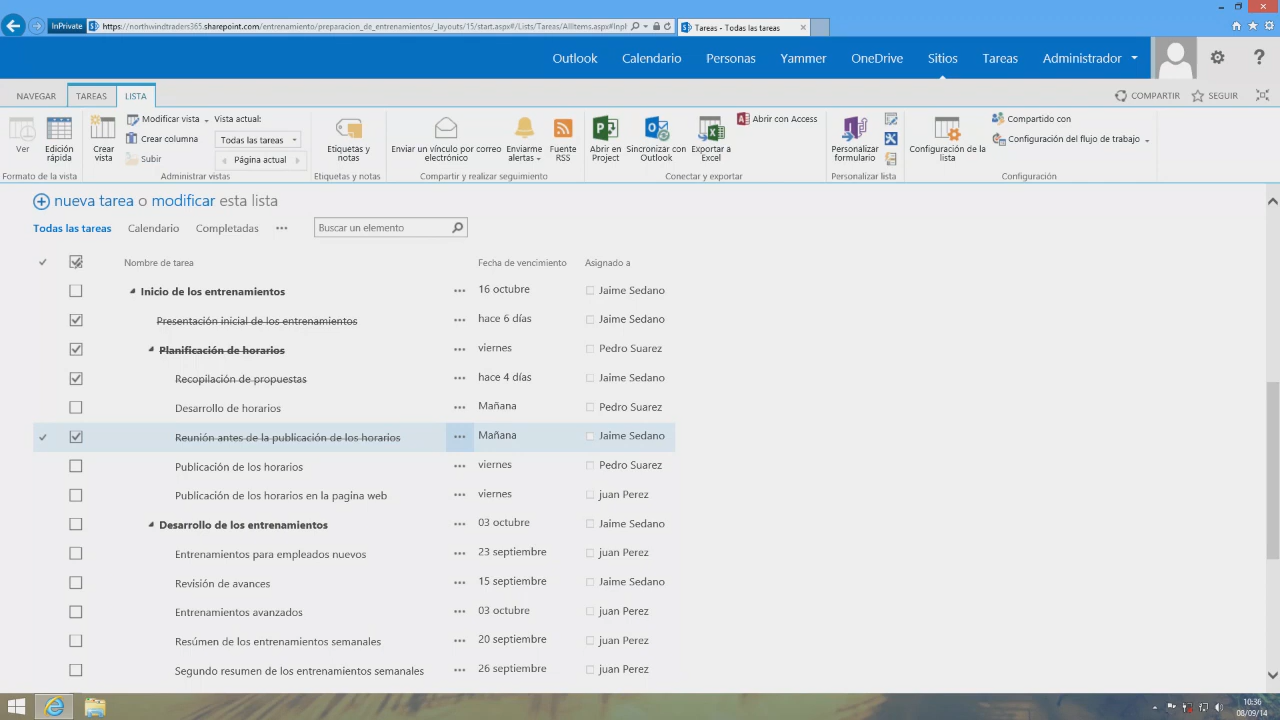 InPrivate
https://northwindtraders365.sharepoint.com/entrenamiento/preparacion_de_entrenamientos/_layouts/15/start.aspx#/Lists/Tareas/AllItems.aspx#InpI
Tareas - Todas las tareas
Outlook Calendario Personas Yammer OneDrive Sitios Tareas Administrador
NAVEGAR TAREAS LISTA
COMPARTIR SEGUIR
Ver
Edición rápida
Crear vista
Modificar vista
Crear columna
Subir
Vista actual:
Todas las tareas
Página actual
Etiquetas y notas
Enviar un vínculo por correo electrónico
Enviarme alertas
Fuente RSS
Abrir en Project
Sincronizar con Outlook
Exportar a Excel
Abrir con Access
Personalizar formulario
Configuración de la lista
Compartido con
Configuración del flujo de trabajo
Formato de la vista
Administrar vistas
Etiquetas y notas
Compartir y realizar seguimiento
Conectar y exportar
Personalizar lista
Configuración
nueva tarea o modificar esta lista
Todas las tareas Calendario Completadas ••• Buscar un elemento
Nombre de tarea Fecha de vencimiento Asignado a
Inicio de los entrenamientos ••• 16 octubre Jaime Sedano
Presentación inicial de los entrenamientos ••• hace 6 días Jaime Sedano
Planificación de horarios ••• viernes Pedro Suarez
Recopilación de propuestas ••• hace 4 días Jaime Sedano
Desarrollo de horarios ••• Mañana Pedro Suarez
Reunión antes de la publicación de los horarios ••• Mañana Jaime Sedano
Publicación de los horarios ••• viernes Pedro Suarez
Publicación de los horarios en la pagina web ••• viernes juan Perez
Desarrollo de los entrenamientos ••• 03 octubre Jaime Sedano
Entrenamientos para empleados nuevos ••• 23 septiembre juan Perez
Revisión de avances ••• 15 septiembre Jaime Sedano
Entrenamientos avanzados ••• 03 octubre juan Perez
Resúmen de los entrenamientos semanales ••• 20 septiembre juan Perez
Segundo resumen de los entrenamientos semanales ••• 26 septiembre juan Perez
10:36
08/09/14